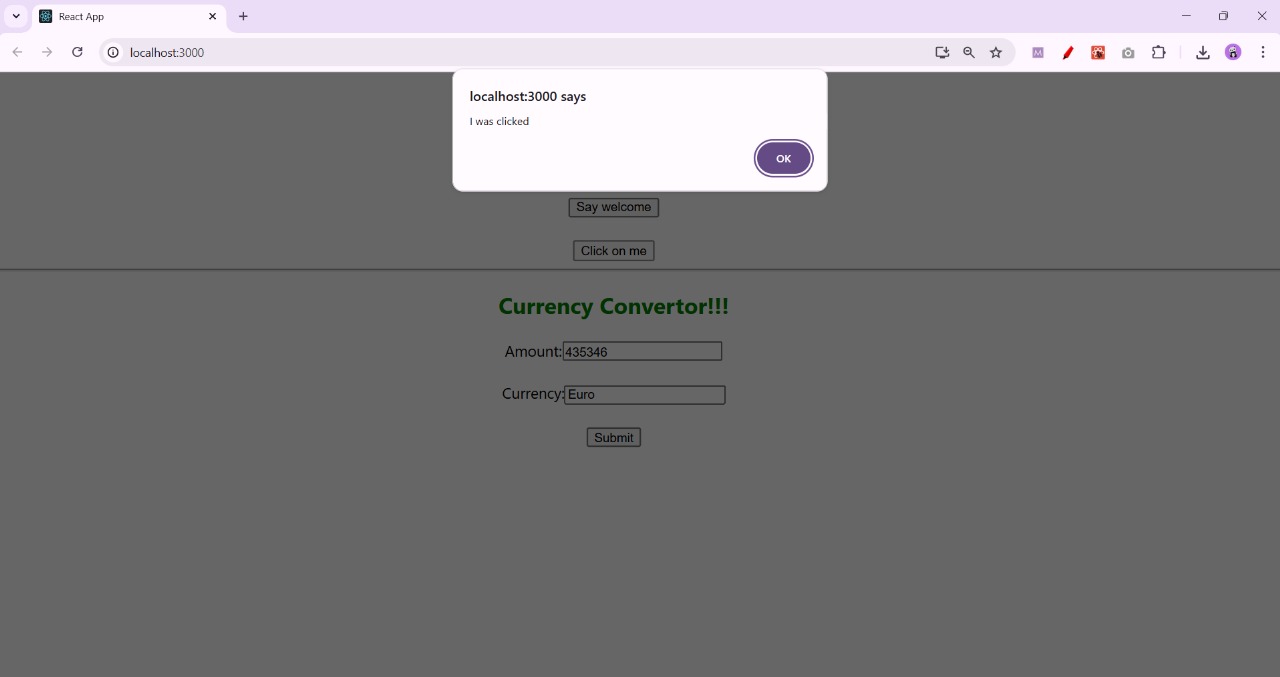 React App
localhost:3000
localhost:3000 says
I was clicked
OK
Say welcome
Click on me
Currency Convertor!!!
Amount: 435346
Currency: Euro
Submit